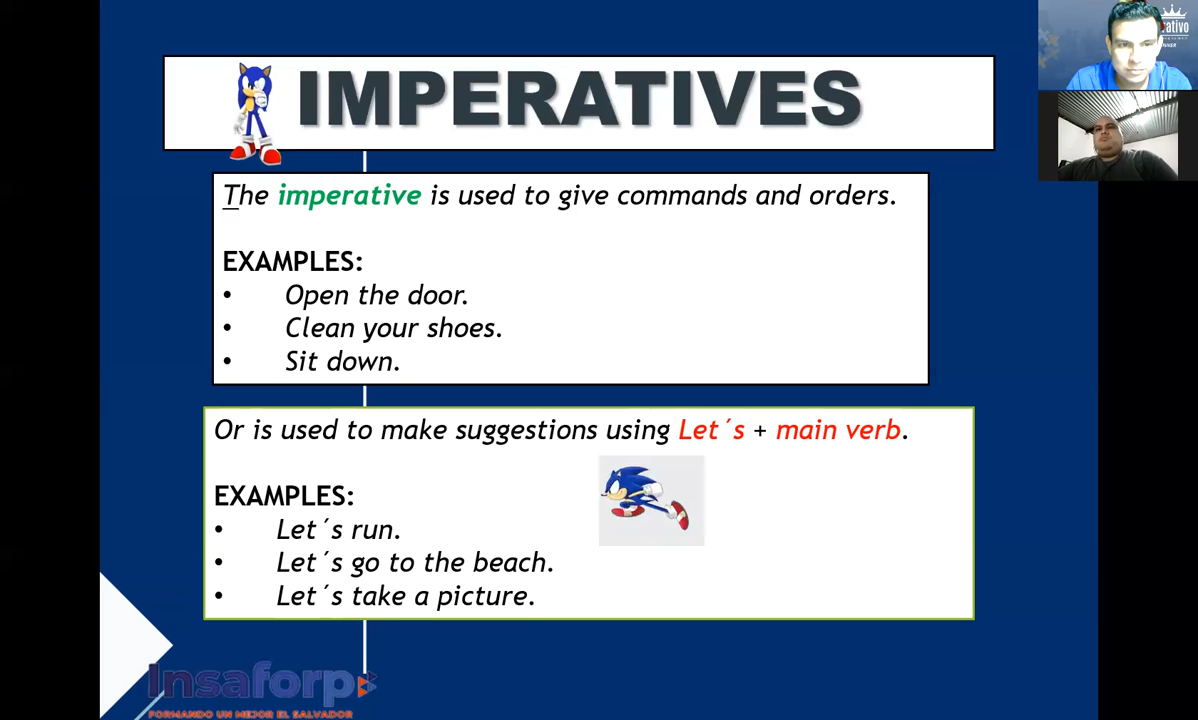 IMPERATIVES
The imperative is used to give commands and orders.
EXAMPLES:
• Open the door.
• Clean your shoes.
• Sit down.
Or is used to make suggestions using Let´s + main verb.
EXAMPLES:
• Let´s run.
• Let´s go to the beach.
• Let´s take a picture.
Insaforp
FORMANDO UN MEJOR EL SALVADOR